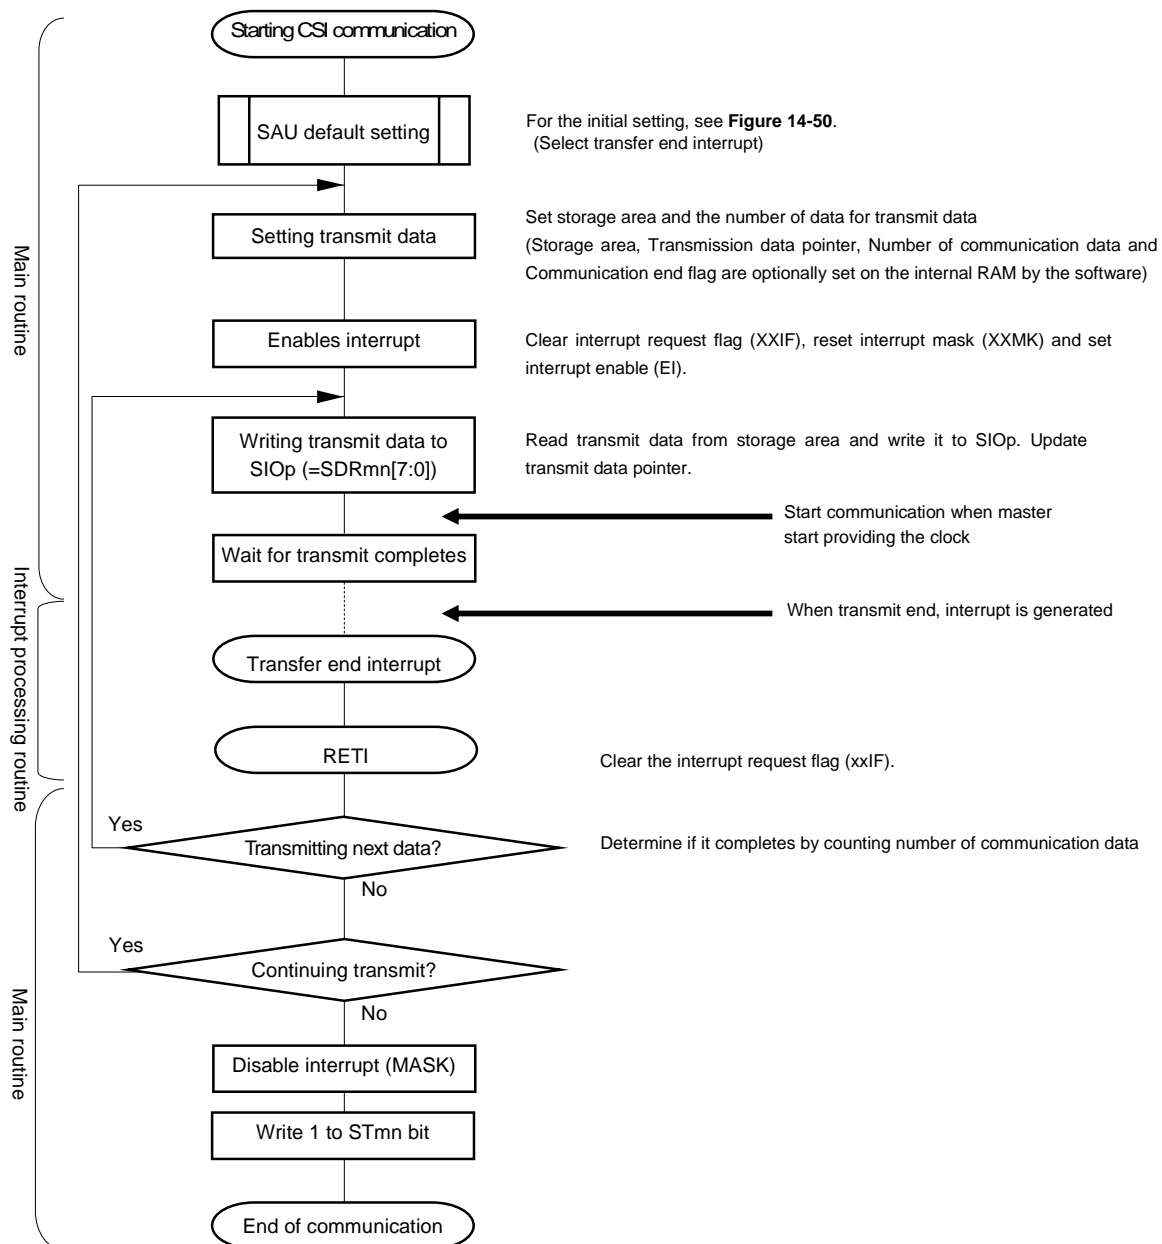 Starting CSI communication
SAU default setting
For the initial setting, see Figure 14-50.
(Select transfer end interrupt)
Setting transmit data
Set storage area and the number of data for transmit data
(Storage area, Transmission data pointer, Number of communication data and
Communication end flag are optionally set on the internal RAM by the software)
Main routine
Enables interrupt
Clear interrupt request flag (XXIF), reset interrupt mask (XXMK) and set
interrupt enable (EI).
Writing transmit data to
SIOp (=SDRmn[7:0])
Read transmit data from storage area and write it to SIOp. Update
transmit data pointer.
Start communication when master
start providing the clock
Wait for transmit completes
When transmit end, interrupt is generated
Interrupt processing routine
Transfer end interrupt
RETI
Clear the interrupt request flag (xxIF).
Yes
Transmitting next data?
Determine if it completes by counting number of communication data
No
Yes
Continuing transmit?
No
Main routine
Disable interrupt (MASK)
Write 1 to STmn bit
End of communication